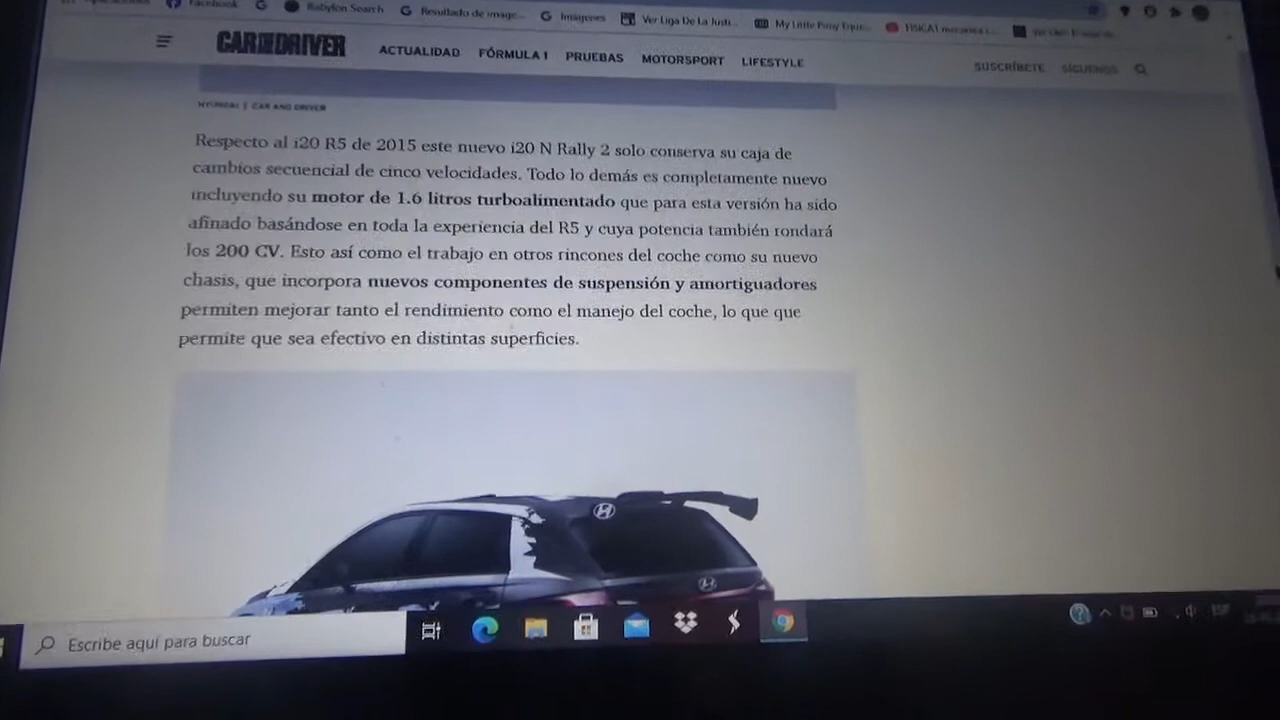 Facebook
Babylon Search
Resultado de image...
Imágenes
Ver Liga De La Justi...
My Little Pony Eque...
FISICA1 mecanica i...
CAR AND DRIVER
ACTUALIDAD
FÓRMULA 1
PRUEBAS
MOTORSPORT
LIFESTYLE
SUSCRÍBETE
SÍGUENOS
HYUNDAI | CAR AND DRIVER
Respecto al i20 R5 de 2015 este nuevo i20 N Rally 2 solo conserva su caja de
cambios secuencial de cinco velocidades. Todo lo demás es completamente nuevo
incluyendo su motor de 1.6 litros turboalimentado que para esta versión ha sido
afinado basándose en toda la experiencia del R5 y cuya potencia también rondará
los 200 CV. Esto así como el trabajo en otros rincones del coche como su nuevo
chasis, que incorpora nuevos componentes de suspensión y amortiguadores
permiten mejorar tanto el rendimiento como el manejo del coche, lo que que
permite que sea efectivo en distintas superficies.
Escribe aquí para buscar